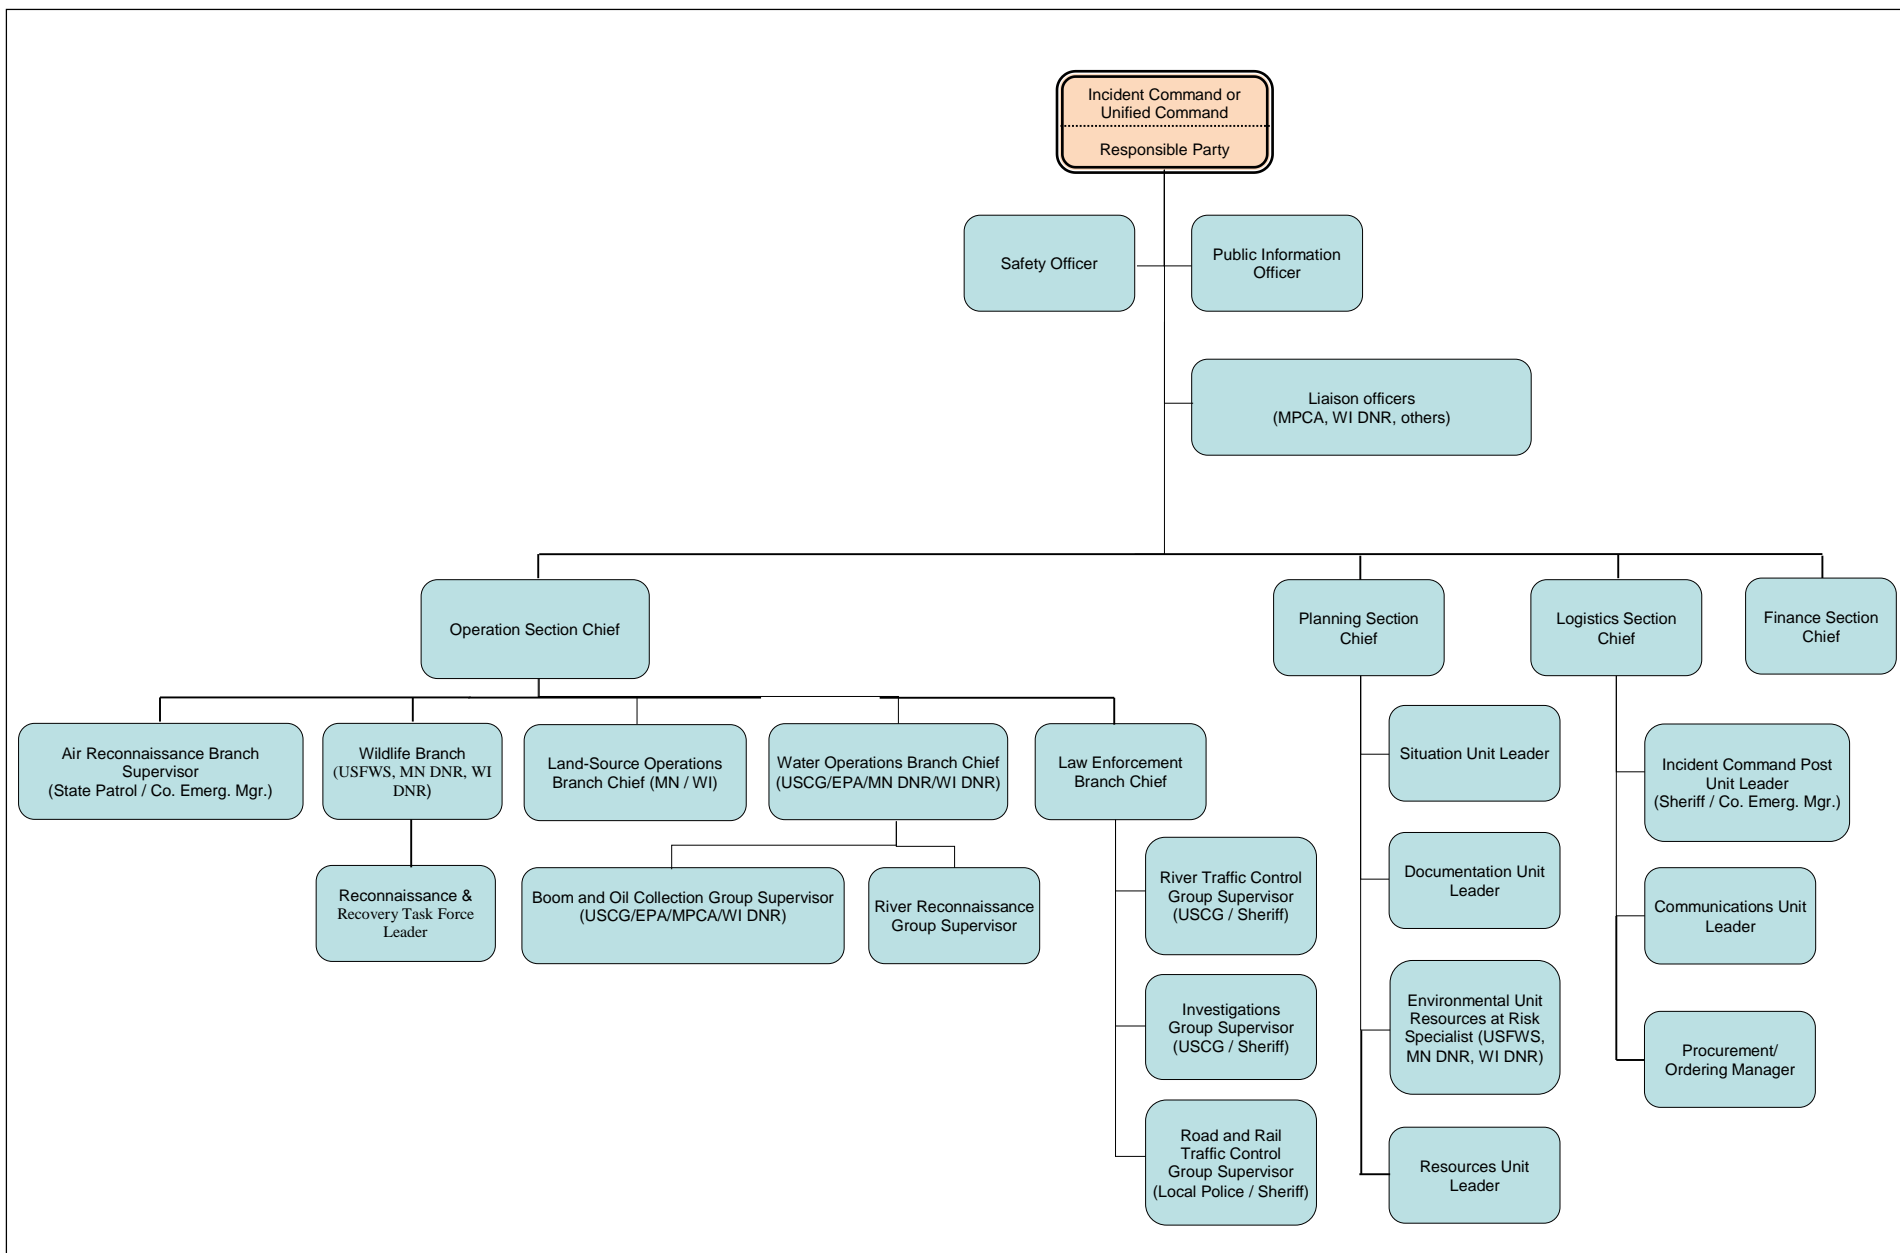 Incident Command or
Unified Command
Responsible Party
Safety Officer
Public Information
Officer
Liaison officers
(MPCA, WI DNR, others)
Operation Section Chief
Planning Section
Chief
Logistics Section
Chief
Finance Section
Chief
Air Reconnaissance Branch
Supervisor
(State Patrol / Co. Emerg. Mgr.)
Wildlife Branch
(USFWS, MN DNR, WI
DNR)
Land-Source Operations
Branch Chief (MN / WI)
Water Operations Branch Chief
(USCG/EPA/MN DNR/WI DNR)
Law Enforcement
Branch Chief
Reconnaissance &
Recovery Task Force
Leader
Boom and Oil Collection Group Supervisor
(USCG/EPA/MPCA/WI DNR)
River Reconnaissance
Group Supervisor
River Traffic Control
Group Supervisor
(USCG / Sheriff)
Investigations
Group Supervisor
(USCG / Sheriff)
Road and Rail
Traffic Control
Group Supervisor
(Local Police / Sheriff)
Situation Unit Leader
Documentation Unit
Leader
Environmental Unit
Resources at Risk
Specialist (USFWS,
MN DNR, WI DNR)
Resources Unit
Leader
Incident Command Post
Unit Leader
(Sheriff / Co. Emerg. Mgr.)
Communications Unit
Leader
Procurement/
Ordering Manager